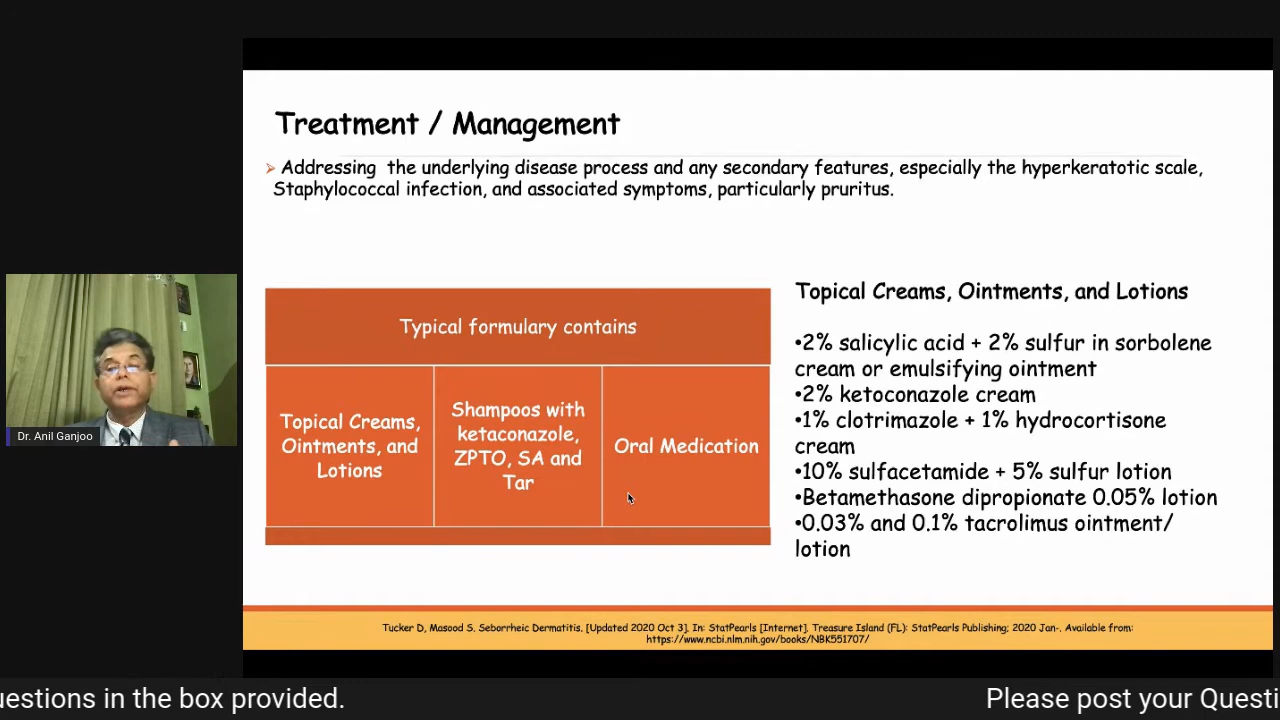 Treatment / Management
➢ Addressing the underlying disease process and any secondary features, especially the hyperkeratotic scale,
Staphylococcal infection, and associated symptoms, particularly pruritus.
Typical formulary contains
Topical Creams,
Ointments, and
Lotions
Shampoos with
ketaconazole,
ZPTO, SA and
Tar
Oral Medication
Topical Creams, Ointments, and Lotions
•2% salicylic acid + 2% sulfur in sorbolene
cream or emulsifying ointment
•2% ketoconazole cream
•1% clotrimazole + 1% hydrocortisone
cream
•10% sulfacetamide + 5% sulfur lotion
•Betamethasone dipropionate 0.05% lotion
•0.03% and 0.1% tacrolimus ointment/
lotion
Dr. Anil Ganjoo
Tucker D, Masood S. Seborrheic Dermatitis. [Updated 2020 Oct 3]. In: StatPearls [Internet]. Treasure Island (FL): StatPearls Publishing; 2020 Jan-. Available from:
https://www.ncbi.nlm.nih.gov/books/NBK551707/
uestions in the box provided.
Please post your Questi